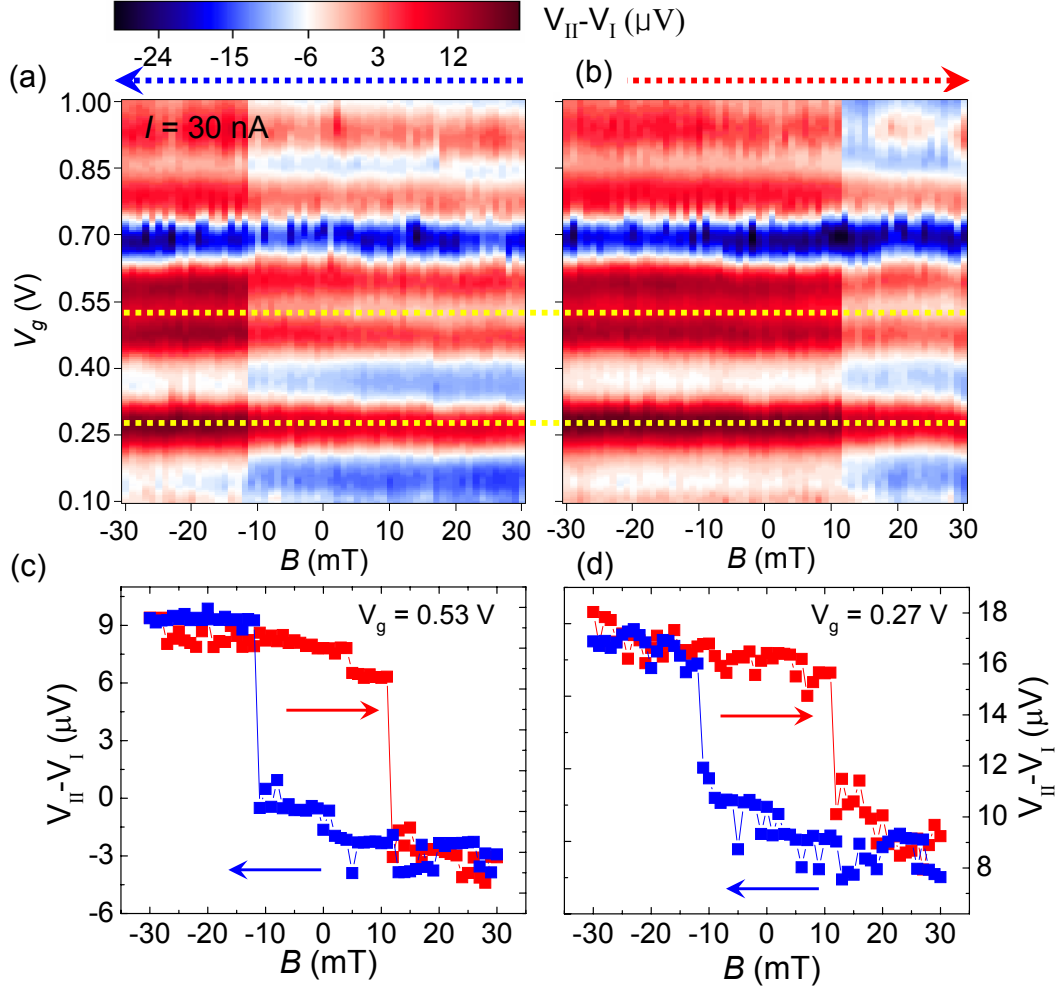 V_II-V_I (µV)
-24 -15 -6 3 12
(a) (b)
I = 30 nA
1.00
0.85
0.70
0.55
0.40
0.25
0.10
V_g (V)
-30 -20 -10 0 10 20 30
B (mT)
-30 -20 -10 0 10 20 30
B (mT)
(c) (d)
V_g = 0.53 V
9
6
3
0
-3
-6
V_II-V_I (µV)
-30 -20 -10 0 10 20 30
B (mT)
V_g = 0.27 V
18
16
14
12
10
8
V_II-V_I (µV)
-30 -20 -10 0 10 20 30
B (mT)